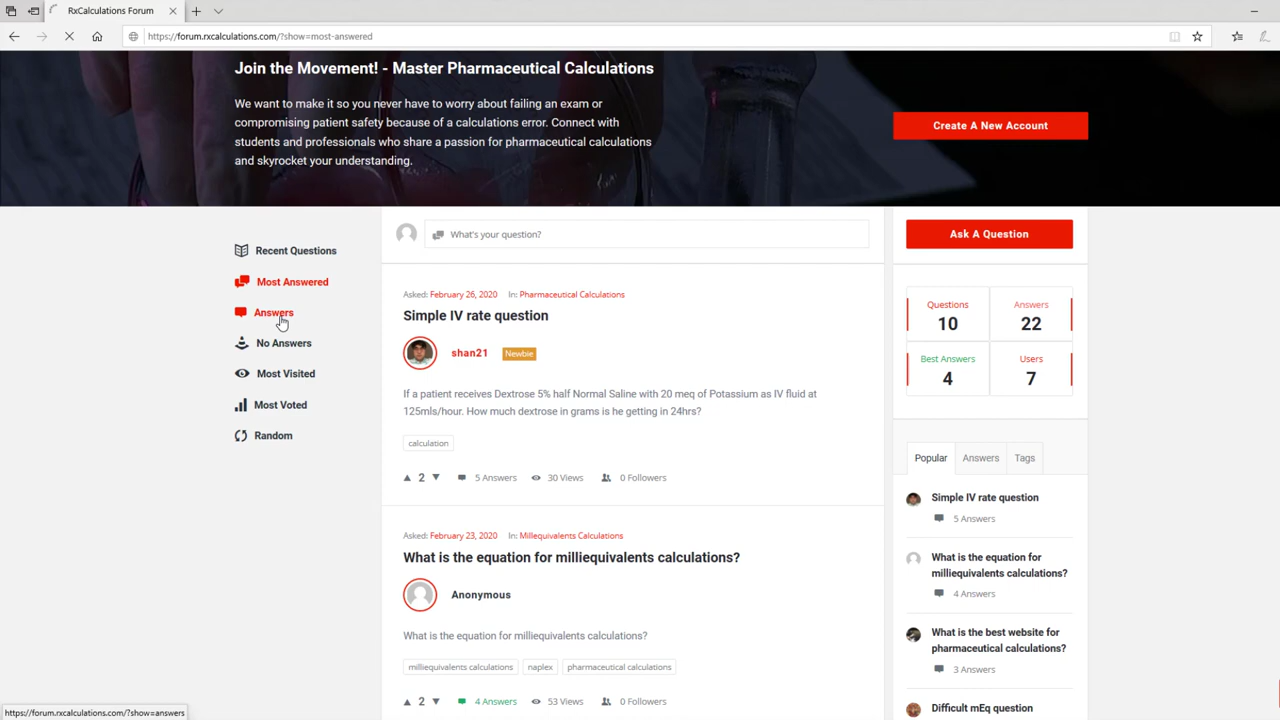 RxCalculations Forum
https://forum.rxcalculations.com/?show=most-answered
Join the Movement! - Master Pharmaceutical Calculations
We want to make it so you never have to worry about failing an exam or
compromising patient safety because of a calculations error. Connect with
students and professionals who share a passion for pharmaceutical calculations
and skyrocket your understanding.
Create A New Account
Recent Questions
Most Answered
Answers
No Answers
Most Visited
Most Voted
Random
What's your question?
Asked: February 26, 2020 In: Pharmaceutical Calculations
Simple IV rate question
shan21 Newbie
If a patient receives Dextrose 5% half Normal Saline with 20 meq of Potassium as IV fluid at
125mls/hour. How much dextrose in grams is he getting in 24hrs?
calculation
2 5 Answers 30 Views 0 Followers
Asked: February 23, 2020 In: Millequivalents Calculations
What is the equation for milliequivalents calculations?
Anonymous
What is the equation for milliequivalents calculations?
milliequivalents calculations naplex pharmaceutical calculations
2 4 Answers 53 Views 0 Followers
Ask A Question
Questions Answers
10 22
Best Answers Users
4 7
Popular Answers Tags
Simple IV rate question
5 Answers
What is the equation for
milliequivalents calculations?
4 Answers
What is the best website for
pharmaceutical calculations?
3 Answers
Difficult mEq question
https://forum.rxcalculations.com/?show=answers